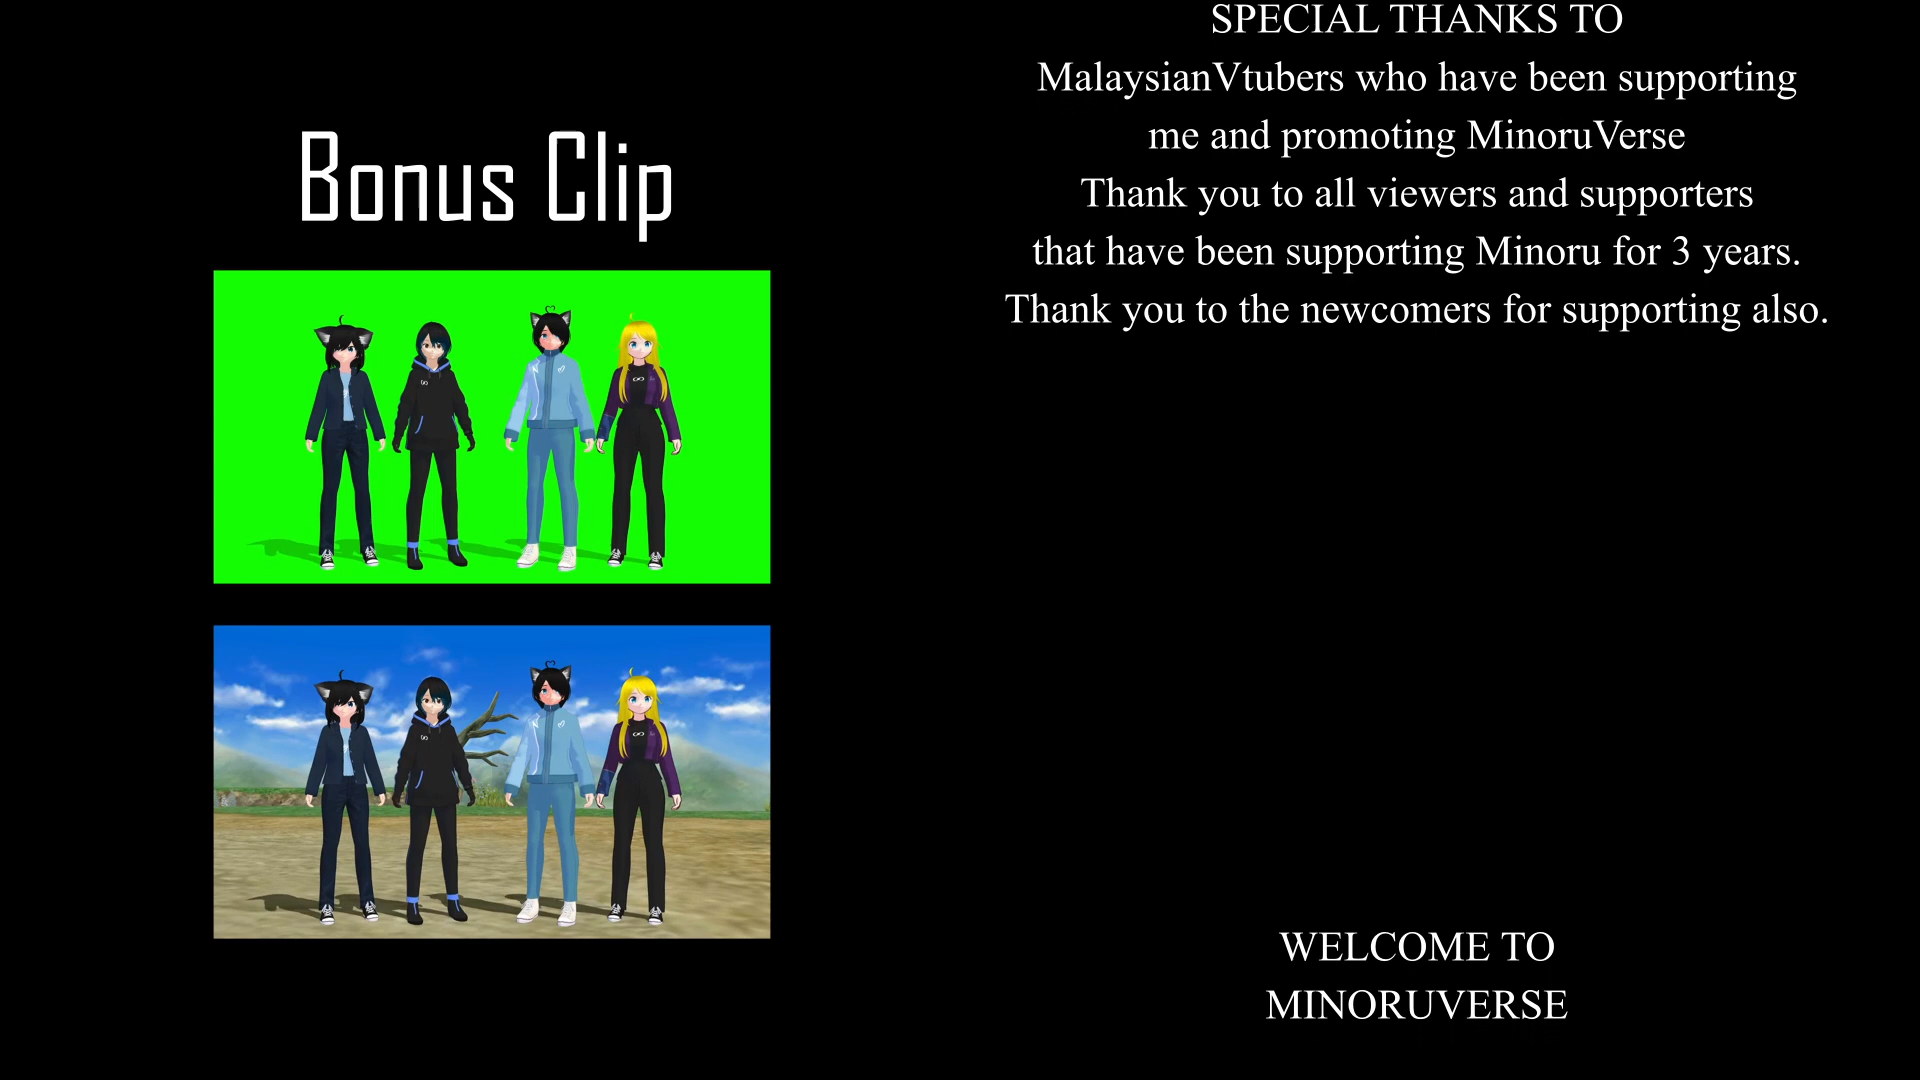 Bonus Clip
SPECIAL THANKS TO
MalaysianVtubers who have been supporting
me and promoting MinoruVerse
Thank you to all viewers and supporters
that have been supporting Minoru for 3 years.
Thank you to the newcomers for supporting also.
WELCOME TO
MINORUVERSE